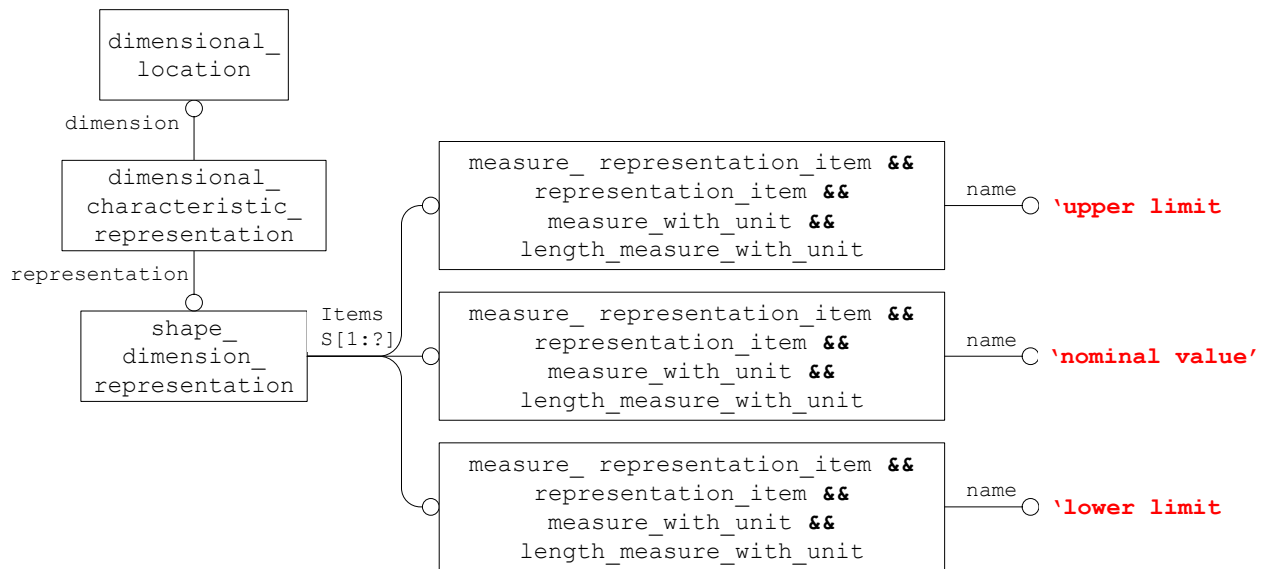 dimensional_
location
dimension
dimensional_
characteristic_
representation
representation
shape_
dimension_
representation
Items
S[1:?]
measure_ representation_item &&
representation_item &&
measure_with_unit &&
length_measure_with_unit
name
‘upper limit
measure_ representation_item &&
representation_item &&
measure_with_unit &&
length_measure_with_unit
name
‘nominal value’
measure_ representation_item &&
representation_item &&
measure_with_unit &&
length_measure_with_unit
name
‘lower limit